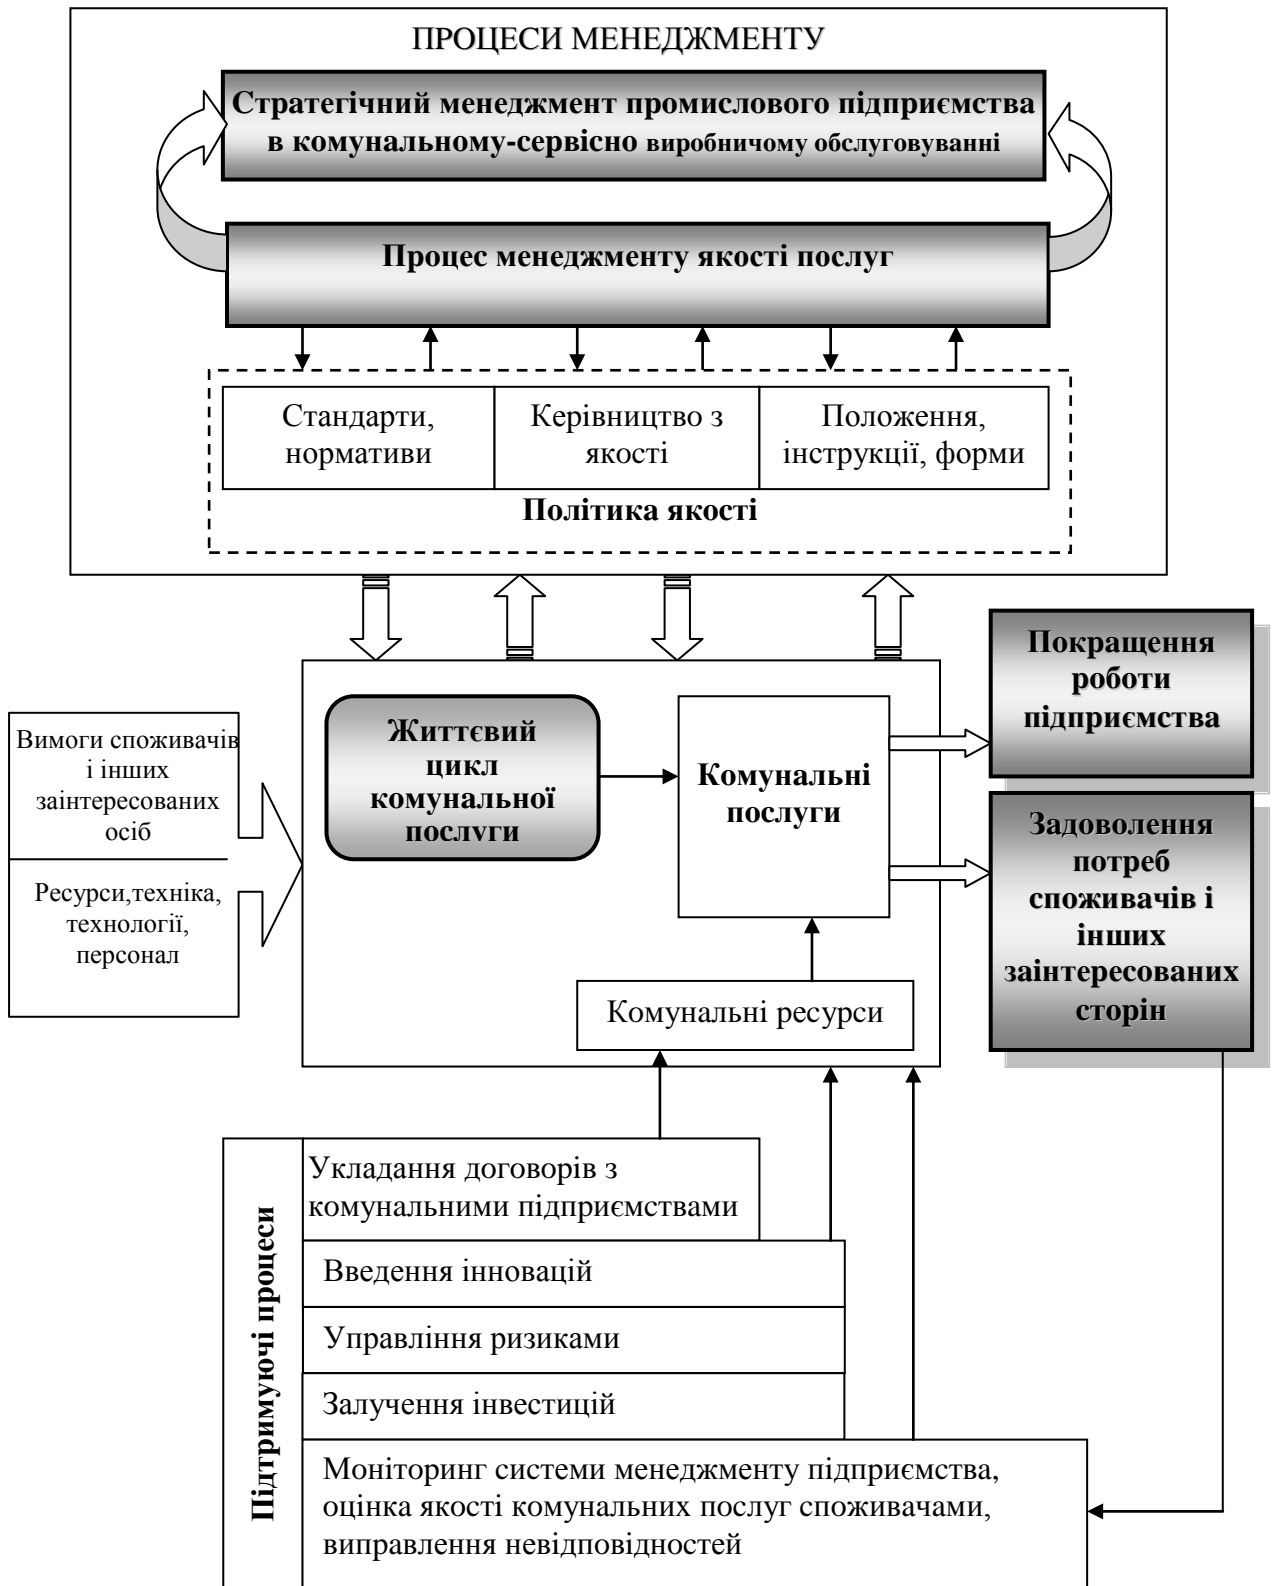 ПРОЦЕСИ МЕНЕДЖМЕНТУ
Стратегічний менеджмент промислового підприємства
в комунальному-сервісно виробничому обслуговуванні
Процес менеджменту якості послуг
Стандарти,
нормативи
Керівництво з
якості
Положення,
інструкції, форми
Політика якості
Вимоги споживачів
і інших
заінтересованих
осіб
Ресурси,техніка,
технології,
персонал
Життєвий
цикл
комунальної
послуги
Комунальні
послуги
Комунальні ресурси
Покращення
роботи
підприємства
Задоволення
потреб
споживачів і
інших
заінтересованих
сторін
Підтримуючі процеси
Укладання договорів з
комунальними підприємствами
Введення інновацій
Управління ризиками
Залучення інвестицій
Моніторинг системи менеджменту підприємства,
оцінка якості комунальних послуг споживачами,
виправлення невідповідностей